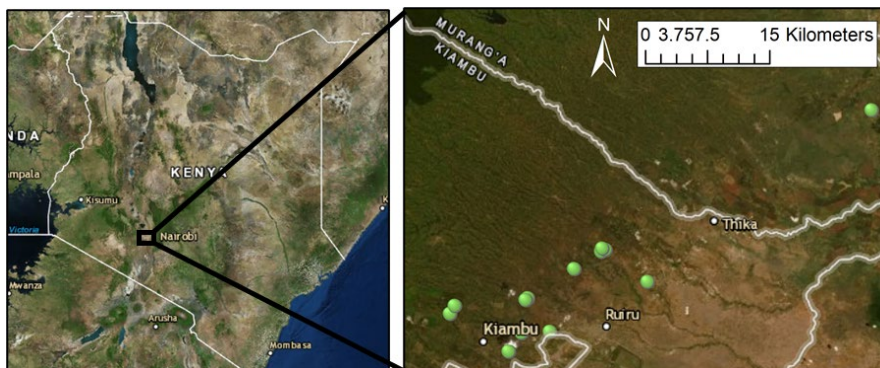 NDA
ampala
Kisumu
KENYA
Victoria
Nairobi
Mwanza
Arusha
Mombasa
K
MURANG'A
KIAMBU
N
0 3.757.5 15 Kilometers
Thika
Ruiru
Kiambu